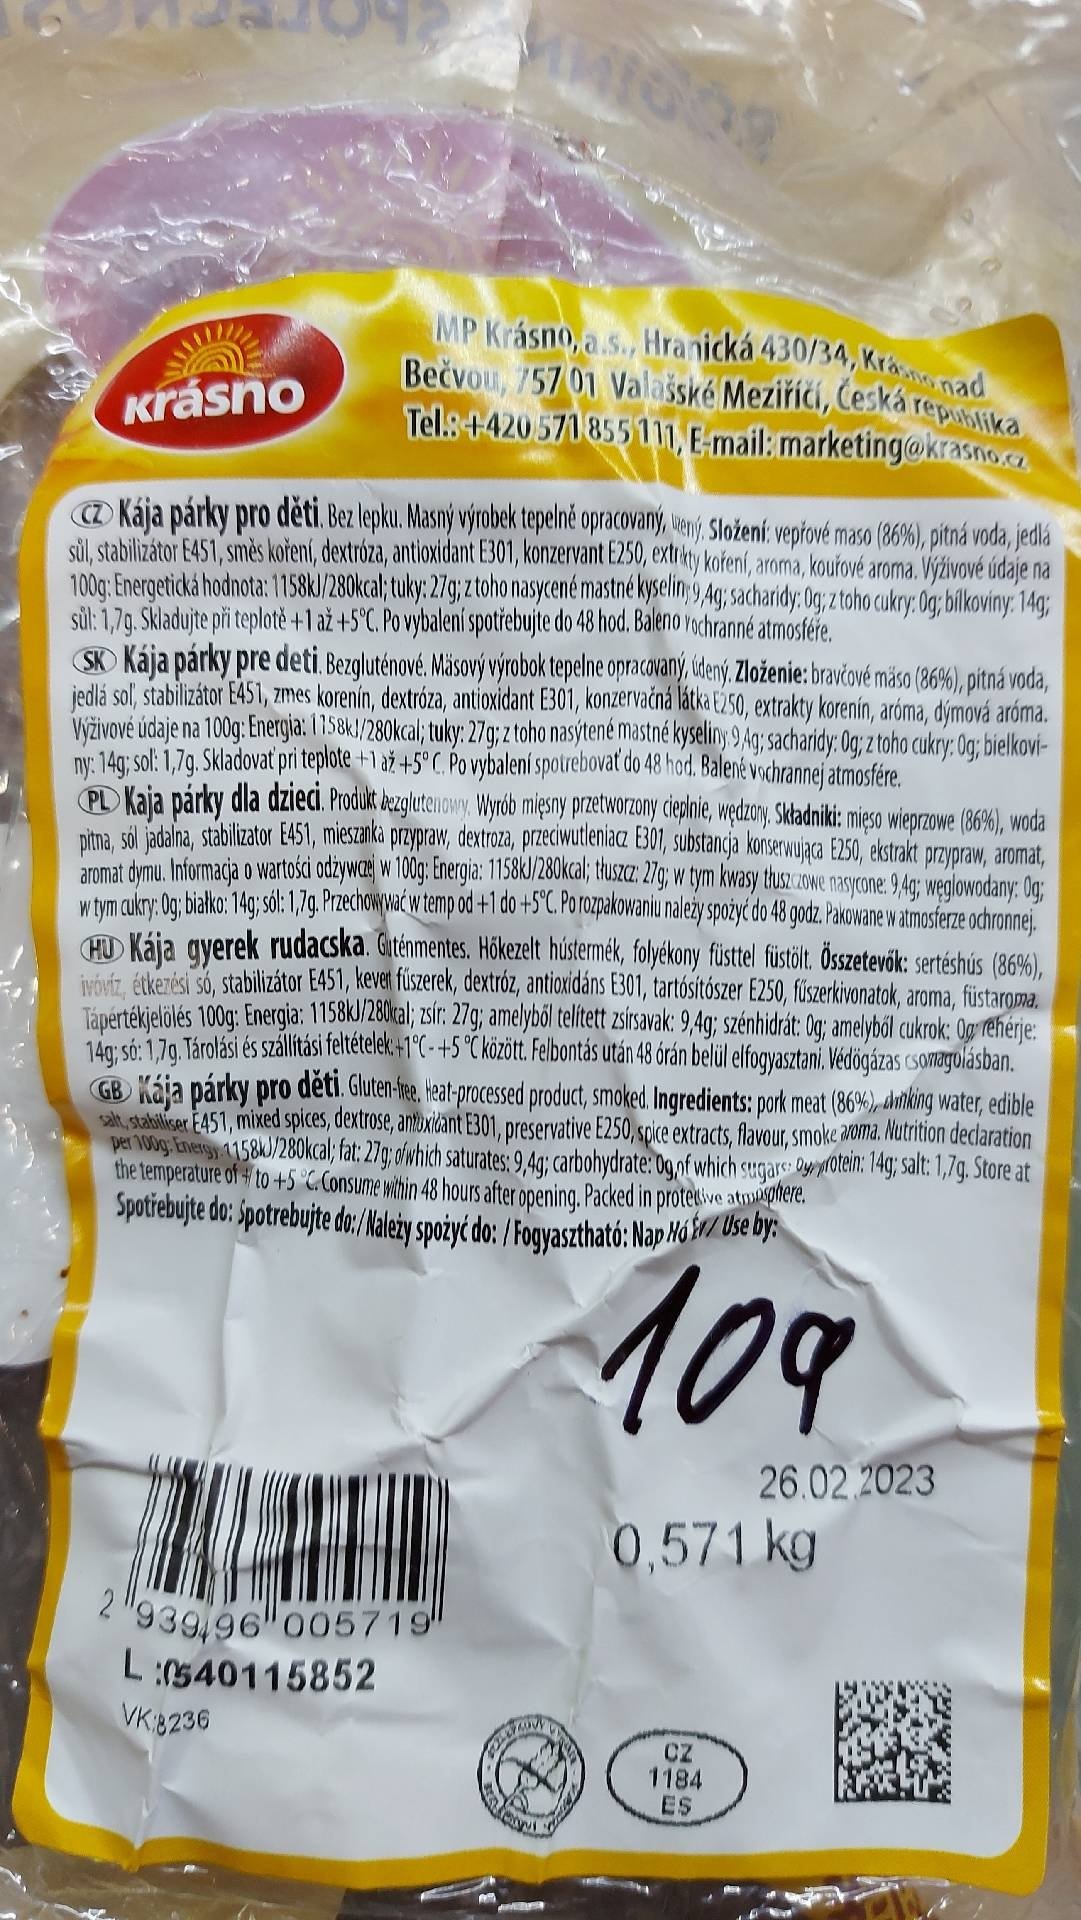 krásno
MP Krásno, a.s., Hranická 430/34, Krásno nad
Bečvou, 757 01 Valašské Meziříčí, Česká republika
Tel.: +420 571 855 111, E-mail: marketing@krasno.cz
CZ Kája párky pro děti. Bez lepku. Masný výrobek tepelně opracovaný, uzený. Složení: vepřové maso (86%), pitná voda, jedlá
sůl, stabilizátor E451, směs koření, dextróza, antioxidant E301, konzervant E250, extrakty koření, aroma, kouřové aroma. Výživové údaje na
100g: Energetická hodnota: 1158kJ/280kcal; tuky: 27g; z toho nasycené mastné kyseliny 9,4g; sacharidy: 0g; z toho cukry: 0g; bílkoviny: 14g;
sůl: 1,7g. Skladujte při teplotě +1 až +5°C. Po vybalení spotřebujte do 48 hod. Baleno v ochranné atmosféře.
SK Kája párky pre deti. Bezgluténové. Mäsový výrobok tepelne opracovaný, údený. Zloženie: bravčové mäso (86%), pitná voda,
jedlá soľ, stabilizátor E451, zmes korenín, dextróza, antioxidant E301, konzervačná látka E250, extrakty korenín, aróma, dýmová aróma.
Výživové údaje na 100g: Energia: 1158kJ/280kcal; tuky: 27g; z toho nasýtené mastné kyseliny 9,4g; sacharidy: 0g; z toho cukry: 0g; bielkovi-
ny: 14g; soľ: 1,7g. Skladovať pri teplote +1 až +5° C. Po vybalení spotrebovať do 48 hod. Balené v ochrannej atmosfére.
PL Kaja párky dla dzieci. Produkt bezglutenowy. Wyrób mięsny przetworzony cieplnie, wędzony. Składniki: mięso wieprzowe (86%), woda
pitna, sól jadalna, stabilizator E451, mieszanka przypraw, dextroza, przeciwutleniacz E301, substancja konserwująca E250, ekstrakt przypraw, aromat,
aromat dymu. Informacja o wartości odżywczej w 100g: Energia: 1158kJ/280kcal; tłuszcz: 27g; w tym kwasy tłuszczowe nasycone: 9,4g; węglowodany: 0g;
w tym cukry: 0g; białko: 14g; sól: 1,7g. Przechowywać w temp od +1 do +5°C. Po rozpakowaniu należy spożyć do 48 godz. Pakowane w atmosferze ochronnej.
HU Kája gyerek rudacska. Gluténmentes. Hőkezelt hústermék, folyékony füsttel füstölt. Összetevők: sertéshús (86%),
ivóvíz, étkezési só, stabilizátor E451, kevert fűszerek, dextróz, antioxidáns E301, tartósítószer E250, fűszerkivonatok, aroma, füstaroma.
Tápértékjelölés 100g: Energia: 1158kJ/280kcal; zsír: 27g; amelyből telített zsírsavak: 9,4g; szénhidrát: 0g; amelyből cukrok: 0g; fehérje:
14g; só: 1,7g. Tárolási és szállítási feltételek: +1°C - +5 °C között. Felbontás után 48 órán belül elfogyasztani. Védőgázas csomagolásban.
GB Kája párky pro děti. Gluten-free. Heat-processed product, smoked. Ingredients: pork meat (86%), drinking water, edible
salt, stabiliser E451, mixed spices, dextrose, antioxidant E301, preservative E250, spice extracts, flavour, smoke aroma. Nutrition declaration
per 100g: Energy: 1158kJ/280kcal; fat: 27g; of which saturates: 9,4g; carbohydrate: 0g, of which sugars: 0g; protein: 14g; salt: 1,7g. Store at
the temperature of to +5 °C. Consume within 48 hours after opening. Packed in protective atmosphere.
Spotřebujte do: Spotrebujte do: / Należy spożyć do: / Fogyasztható: Nap Hó Év / Use by:
109
26.02.2023
0,571 kg
2 939496 005719
L :0540115852
VK:8236
CZ
1184
ES